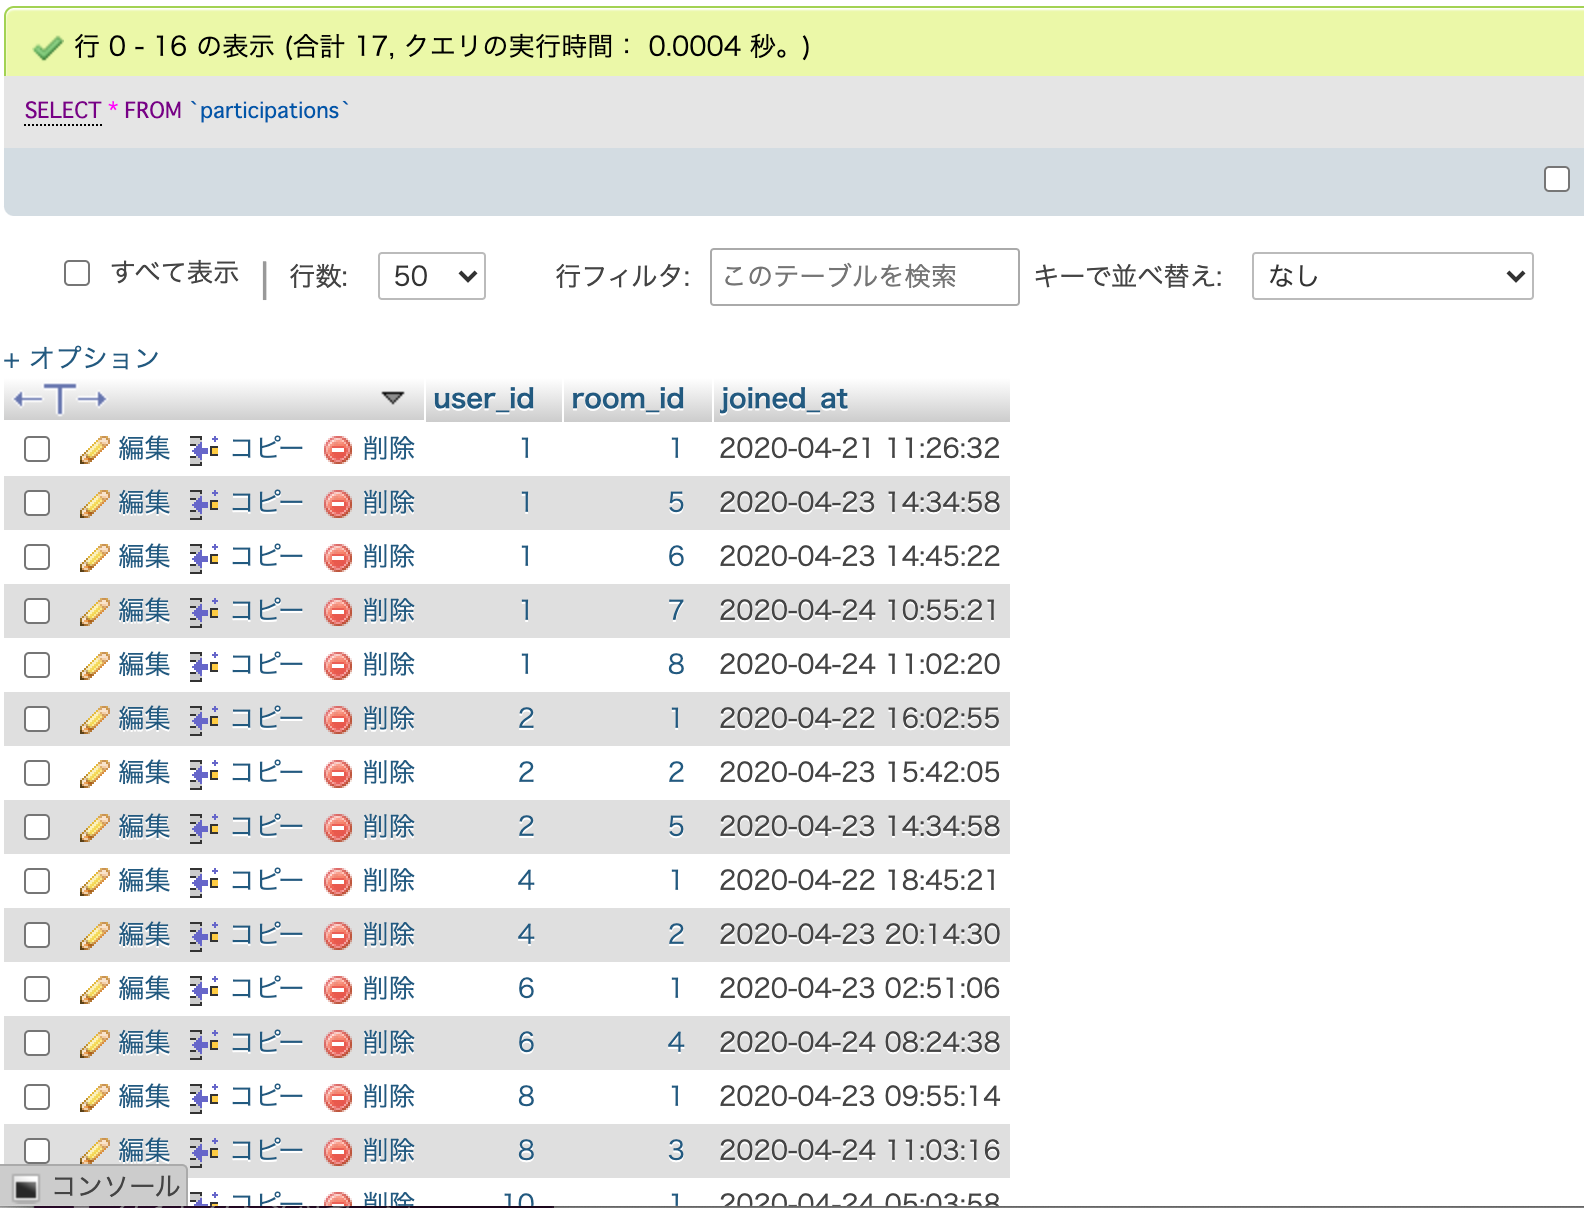 行 0 - 16 の表示 (合計 17, クエリの実行時間： 0.0004 秒。)
SELECT * FROM `participations`
すべて表示 | 行数: 50 行フィルタ: このテーブルを検索 キーで並べ替え: なし
+ オプション
←T→ user_id room_id joined_at
編集 コピー 削除 1 1 2020-04-21 11:26:32
編集 コピー 削除 1 5 2020-04-23 14:34:58
編集 コピー 削除 1 6 2020-04-23 14:45:22
編集 コピー 削除 1 7 2020-04-24 10:55:21
編集 コピー 削除 1 8 2020-04-24 11:02:20
編集 コピー 削除 2 1 2020-04-22 16:02:55
編集 コピー 削除 2 2 2020-04-23 15:42:05
編集 コピー 削除 2 5 2020-04-23 14:34:58
編集 コピー 削除 4 1 2020-04-22 18:45:21
編集 コピー 削除 4 2 2020-04-23 20:14:30
編集 コピー 削除 6 1 2020-04-23 02:51:06
編集 コピー 削除 6 4 2020-04-24 08:24:38
編集 コピー 削除 8 1 2020-04-23 09:55:14
編集 コピー 削除 8 3 2020-04-24 11:03:16
コンソール
コピー 削除 10 1 2020-04-24 05:03:58